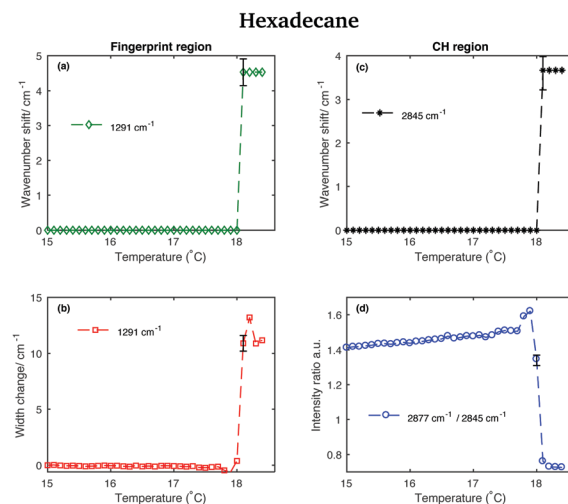 Hexadecane
Fingerprint region
(a)
5
4
3
2
1
0
Wavenumber shift/ cm⁻¹
1291 cm⁻¹
15 16 17 18
Temperature (˚C)
CH region
(c)
4
3
2
1
0
Wavenumber shift/ cm⁻¹
2845 cm⁻¹
15 16 17 18
Temperature (˚C)
(b)
15
10
5
0
Width change/ cm⁻¹
1291 cm⁻¹
15 16 17 18
Temperature (˚C)
(d)
1.6
1.4
1.2
1
0.8
Intensity ratio a.u.
2877 cm⁻¹ / 2845 cm⁻¹
15 16 17 18
Temperature (˚C)